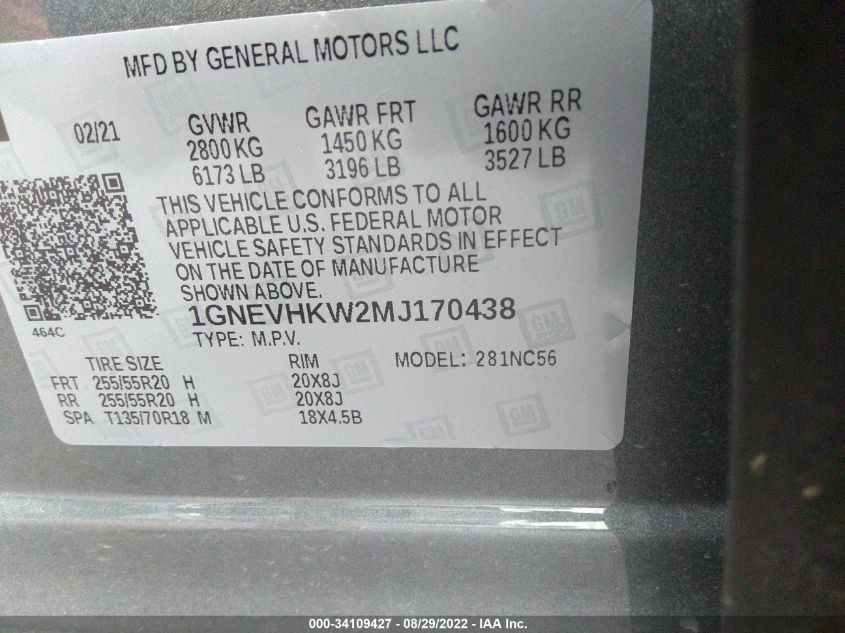 MFD BY GENERAL MOTORS LLC
02/21 GVWR GAWR FRT GAWR RR
2800 KG 1450 KG 1600 KG
6173 LB 3196 LB 3527 LB
THIS VEHICLE CONFORMS TO ALL
APPLICABLE U.S. FEDERAL MOTOR
VEHICLE SAFETY STANDARDS IN EFFECT
ON THE DATE OF MANUFACTURE
SHOWN ABOVE.
464C
1GNEVHKW2MJ170438
TYPE: M.P.V.
TIRE SIZE RIM MODEL: 281NC56
FRT 255/55R20 H 20X8J
RR 255/55R20 H 20X8J
SPA T135/70R18 M 18X4.5B
000-34109427 - 08/29/2022 - IAA Inc.